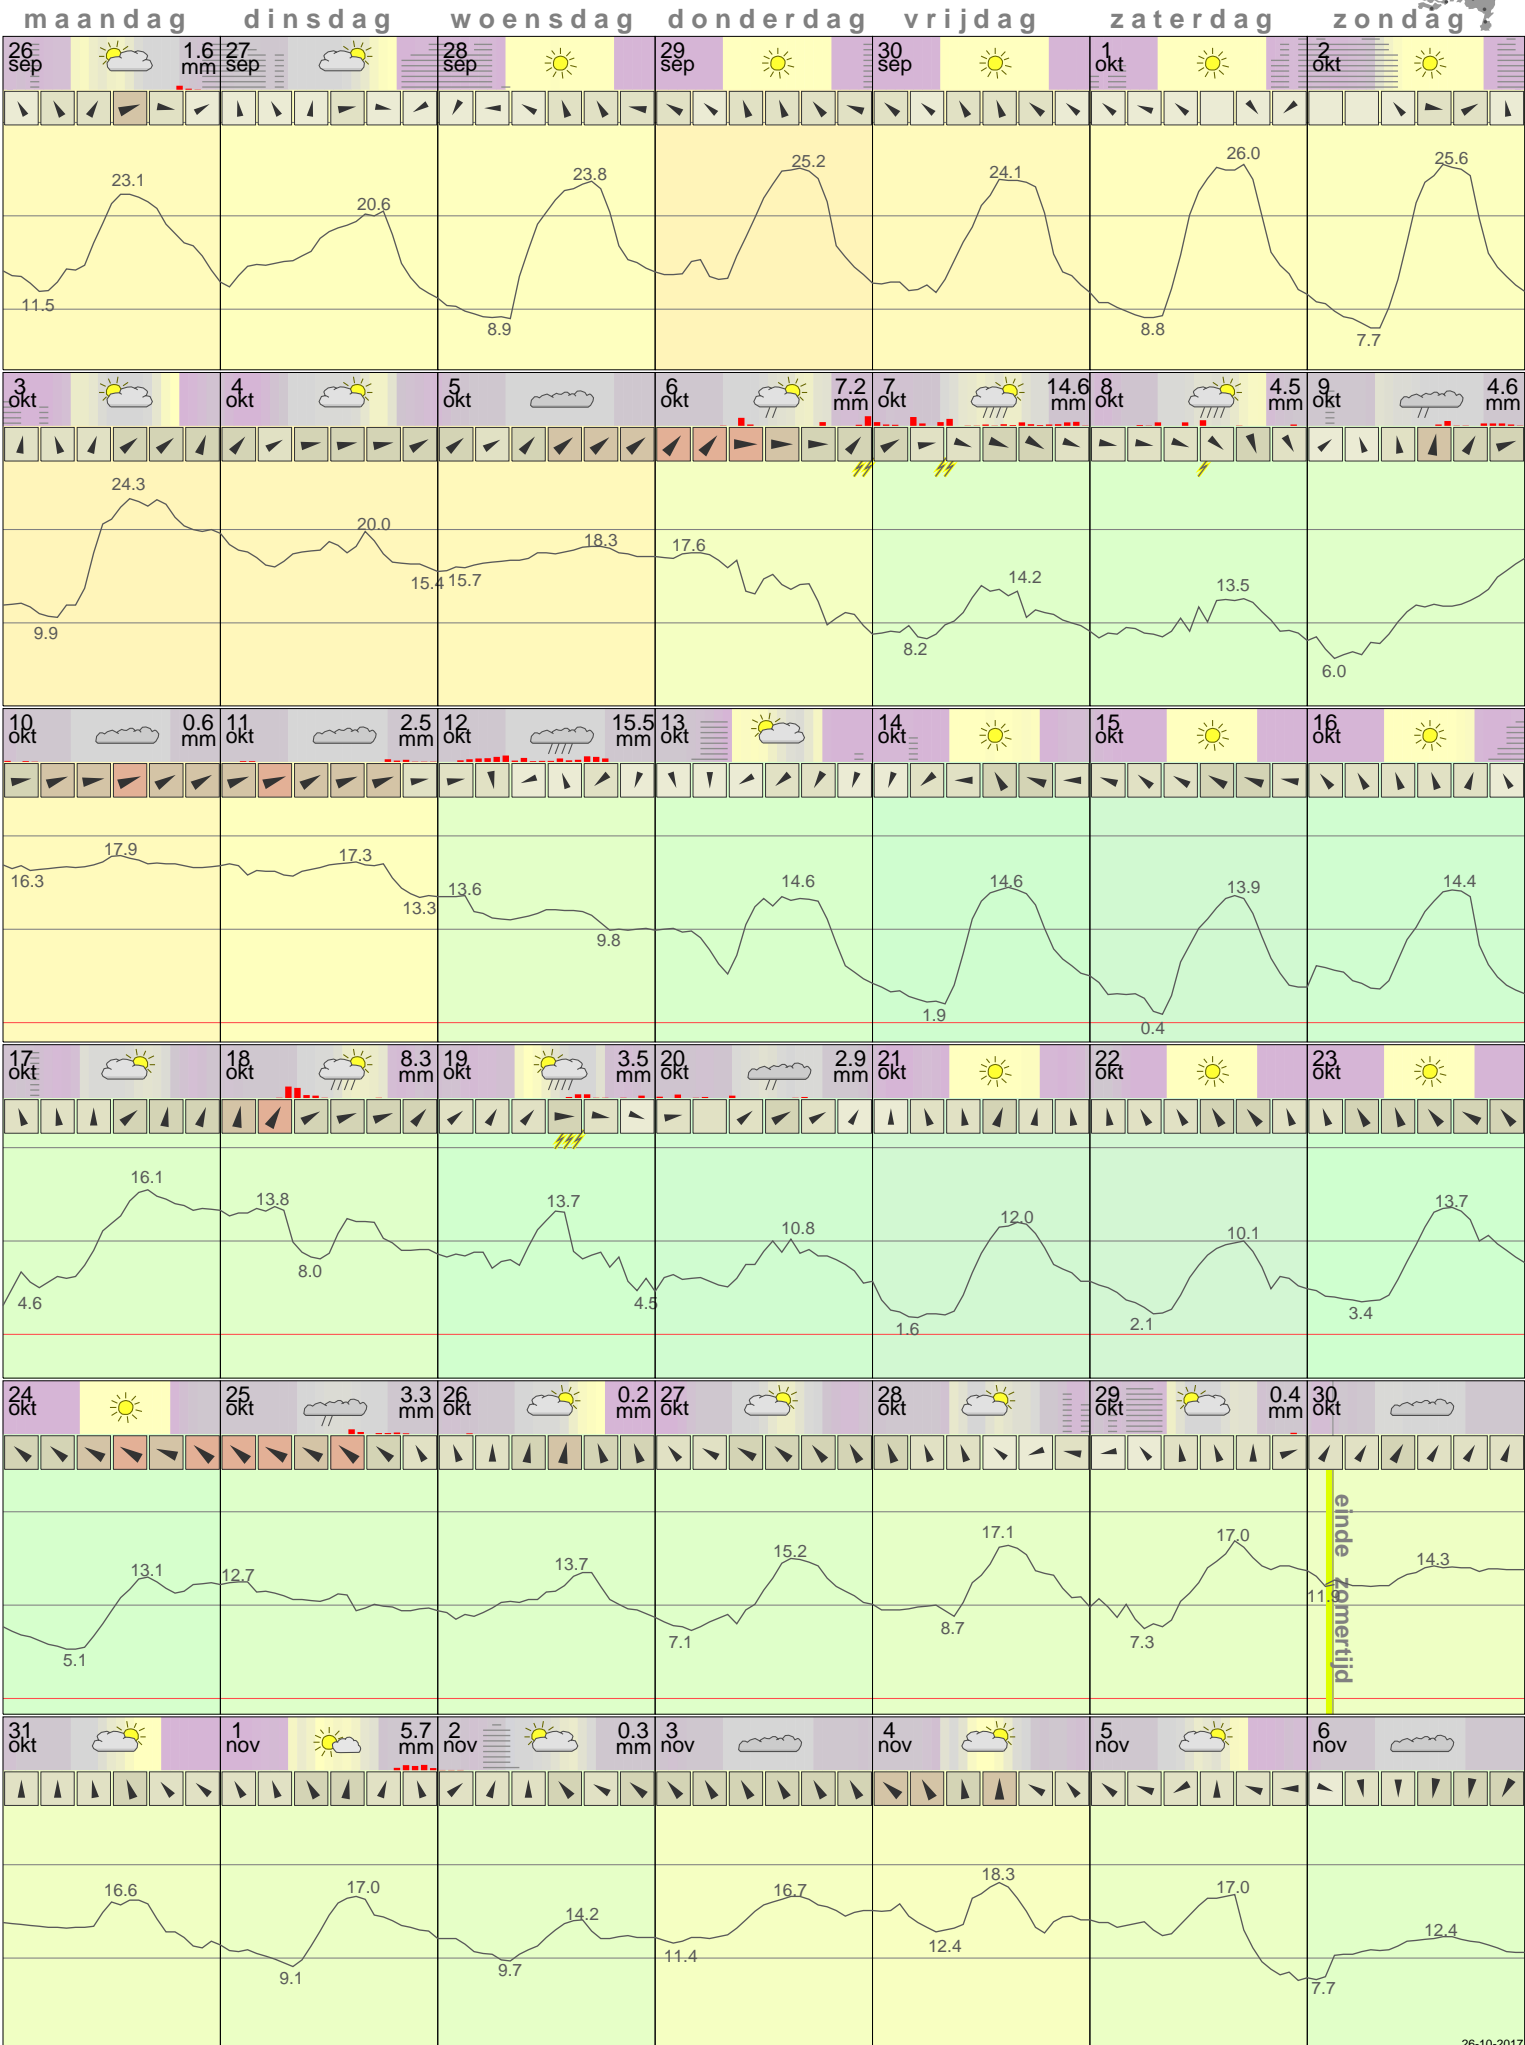 maandag dinsdag woensdag donderdag vrijdag zaterdag zondag
26 sep 1.6 mm 27 sep 28 sep 29 sep 30 sep 1 okt 2 okt
23.1 20.6 23.8 25.2 24.1 26.0 25.6
11.5 8.9 8.8 7.7
3 okt 4 okt 5 okt 6 okt 7.2 mm 7 okt 14.6 mm 8 okt 4.5 mm 9 okt 4.6 mm
24.3 20.0 18.3 17.6 14.2 13.5
9.9 15.4 15.7 8.2 6.0
10 okt 0.6 mm 11 okt 2.5 mm 12 okt 15.5 mm 13 okt 14 okt 15 okt 16 okt
16.3 17.9 17.3 13.3 13.6 9.8 14.6 14.6 13.9 14.4
1.9 0.4
17 okt 18 okt 8.3 mm 19 okt 3.5 mm 20 okt 2.9 mm 21 okt 22 okt 23 okt
16.1 13.8 13.7 10.8 12.0 10.1 13.7
4.6 8.0 4.5 1.6 2.1 3.4
24 okt 25 okt 3.3 mm 26 okt 0.2 mm 27 okt 28 okt 29 okt 0.4 mm 30 okt
13.1 12.7 13.7 15.2 17.1 17.0 14.3
5.1 7.1 8.7 7.3 11.9
einde zomertijd
31 okt 1 nov 5.7 mm 2 nov 0.3 mm 3 nov 4 nov 5 nov 6 nov
16.6 17.0 14.2 16.7 18.3 17.0 12.4
9.1 9.7 11.4 12.4 7.7
26-10-2017